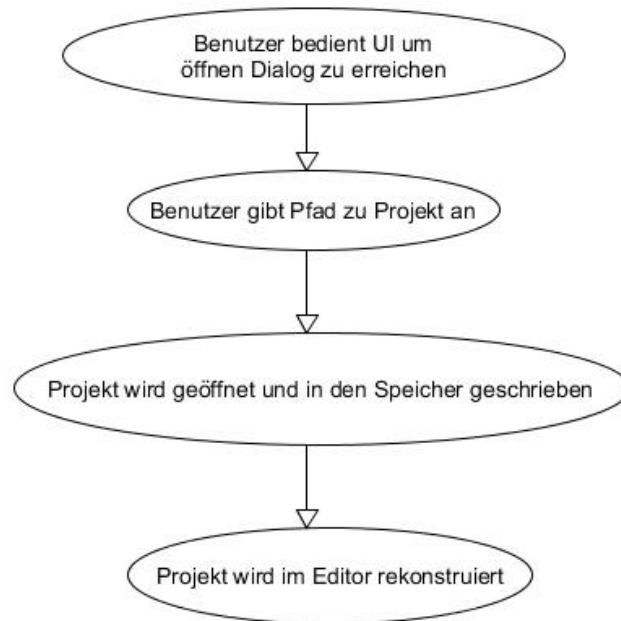 Benutzer bedient UI um
öffnen Dialog zu erreichen
Benutzer gibt Pfad zu Projekt an
Projekt wird geöffnet und in den Speicher geschrieben
Projekt wird im Editor rekonstruiert